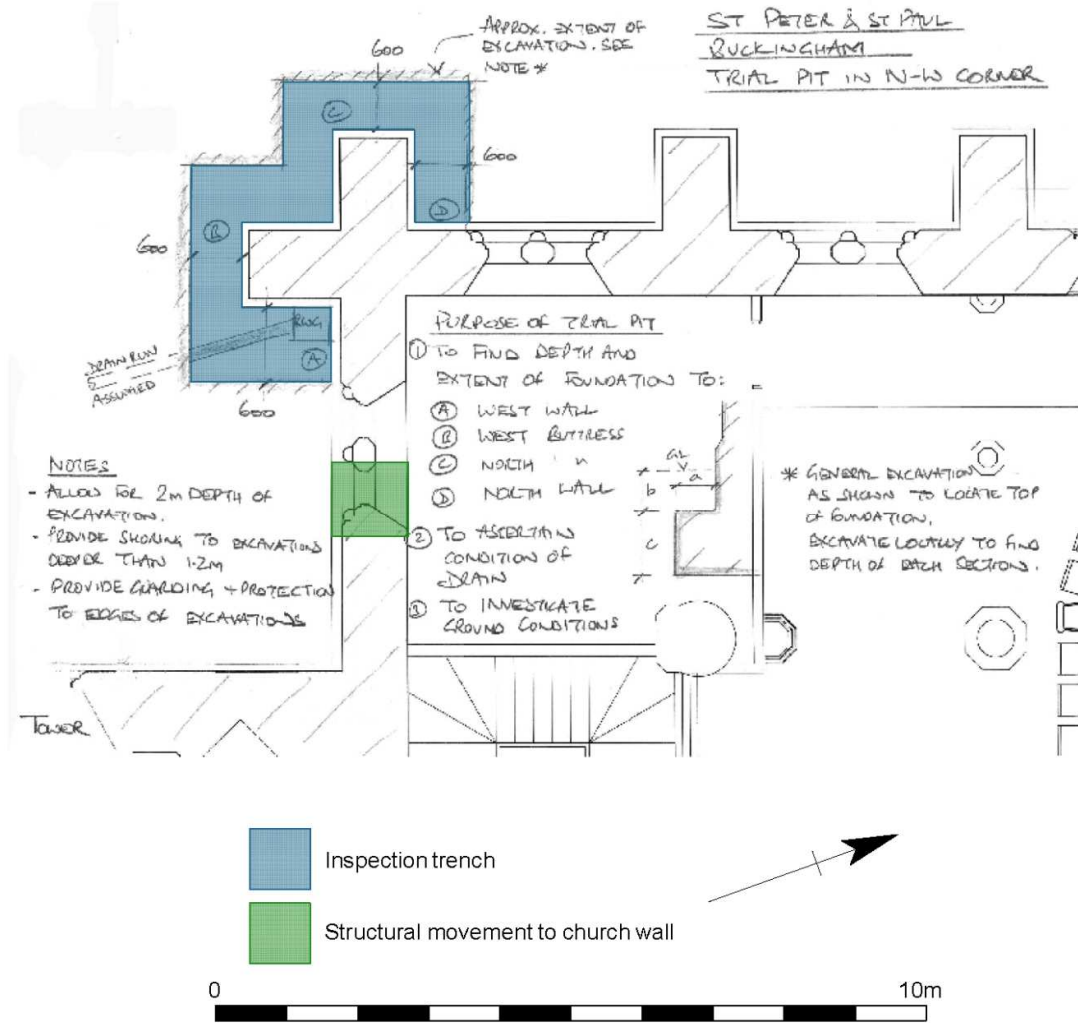 ST PETER & ST PAUL
BUCKINGHAM
TRIAL PIT IN N-W CORNER
APPROX. EXTENT OF
EXCAVATION. SEE
NOTE *
600
C
600
D
B
600
RWG
A
DRAIN RUN
ASSUMED
600
PURPOSE OF TRIAL PIT
① TO FIND DEPTH AND
EXTENT OF FOUNDATION TO:
Ⓐ WEST WALL
Ⓑ WEST BUTTRESS
Ⓒ NORTH "
Ⓓ NORTH WALL
② TO ASCERTAIN
CONDITION OF
DRAIN
③ TO INVESTIGATE
GROUND CONDITIONS
GL
a
b
c
* GENERAL EXCAVATION
AS SHOWN TO LOCATE TOP
OF FOUNDATION.
EXCAVATE LOCALLY TO FIND
DEPTH OF EACH SECTION.
NOTES
- ALLOW FOR 2m DEPTH OF
EXCAVATION.
- PROVIDE SHORING TO EXCAVATIONS
DEEPER THAN 1.2m
- PROVIDE GUARDING + PROTECTION
TO EDGES OF EXCAVATIONS
TOWER
Inspection trench
Structural movement to church wall
0
10m